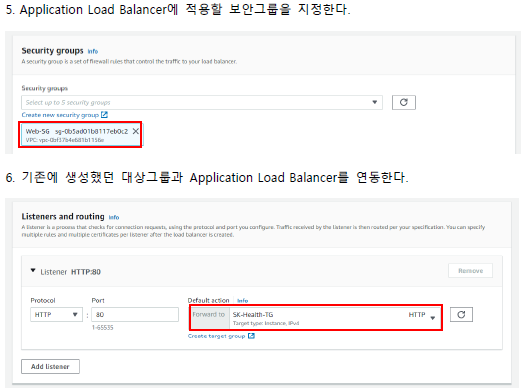 5. Application Load Balancer에 적용할 보안그룹을 지정한다.
Security groups Info
A security group is a set of firewall rules that control the traffic to your load balancer.
Security groups
Select up to 5 security groups
Create new security group
Web-SG sg-0b5ad01b8117eb0c2
VPC: vpc-0bf37b4e681b1156e
6. 기존에 생성했던 대상그룹과 Application Load Balancer를 연동한다.
Listeners and routing Info
A listener is a process that checks for connection requests, using the protocol and port you configure. Traffic received by the listener is then routed per your specification. You can specify
multiple rules and multiple certificates per listener after the load balancer is created.
Listener HTTP:80
Remove
Protocol Port Default action Info
HTTP : 80 Forward to SK-Health-TG HTTP
1-65535 Target type: Instance, IPv4
Create target group
Add listener